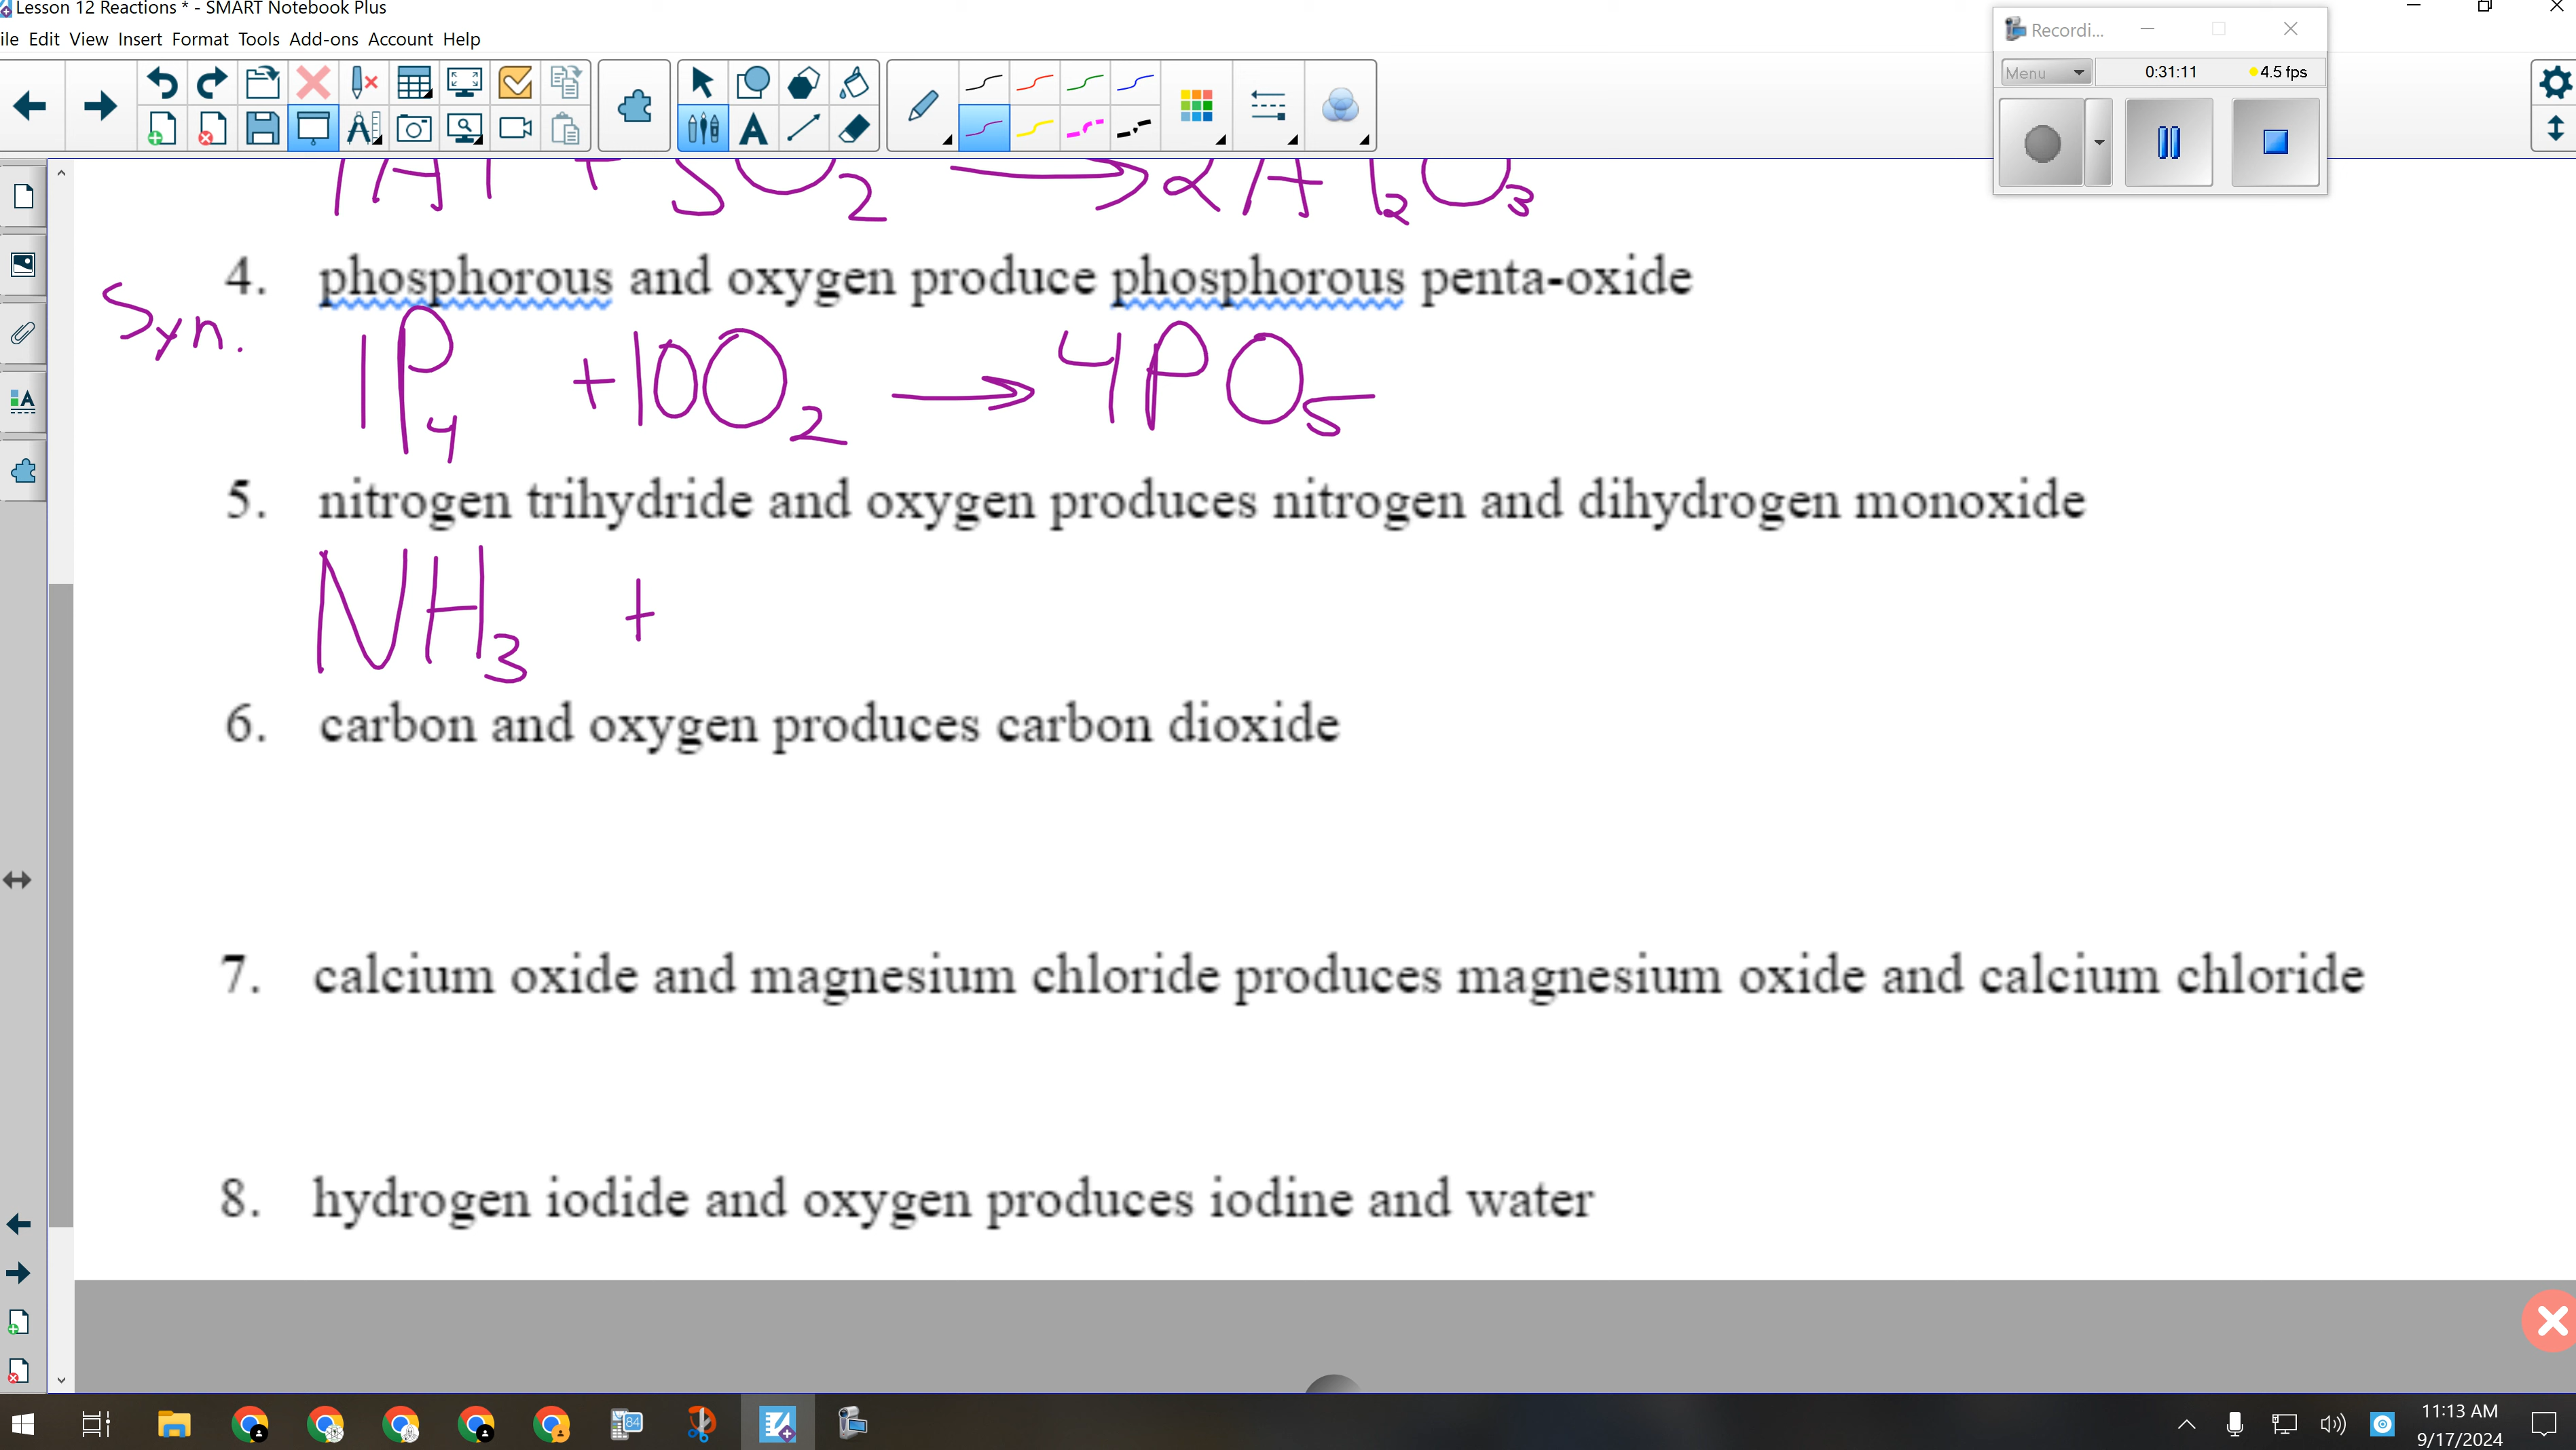 Lesson 12 Reactions * - SMART Notebook Plus
ile Edit View Insert Format Tools Add-ons Account Help
Recordi...
Menu 0:31:11 4.5 fps
+ O₂ → 2Al₂O₃
4. phosphorous and oxygen produce phosphorous penta-oxide
Syn.
1P₄ + 10O₂ → 4PO₅
5. nitrogen trihydride and oxygen produces nitrogen and dihydrogen monoxide
NH₃ +
6. carbon and oxygen produces carbon dioxide
7. calcium oxide and magnesium chloride produces magnesium oxide and calcium chloride
8. hydrogen iodide and oxygen produces iodine and water
84
11:13 AM
9/17/2024